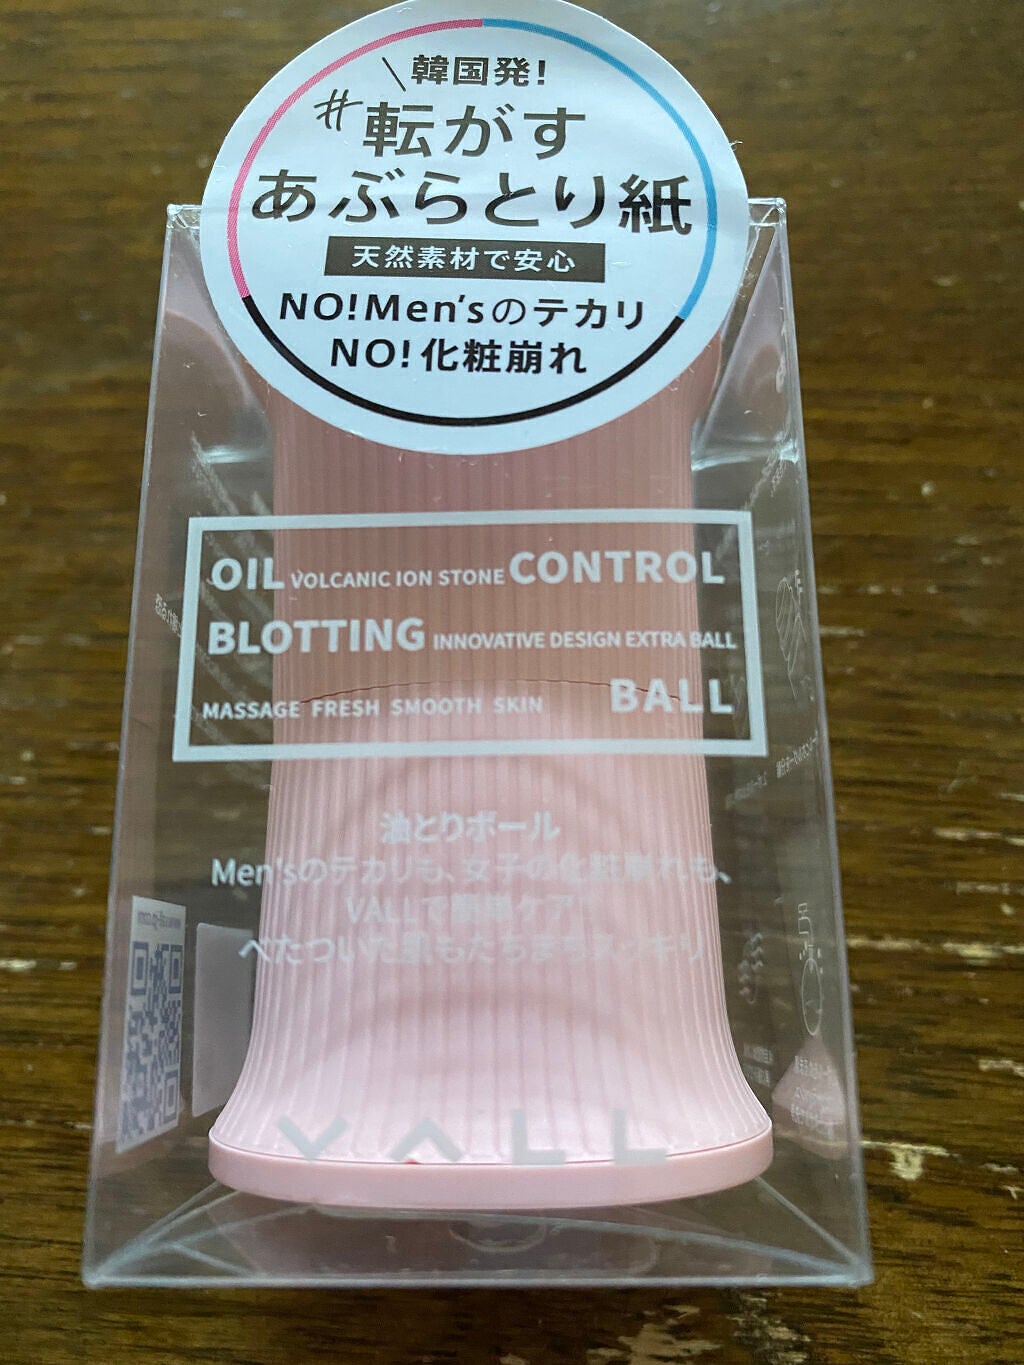 韓国発!
#転がす
あぶらとり紙
天然素材で安心
NO!Men'sのテカリ
NO!化粧崩れ
OIL VOLCANIC ION STONE CONTROL
BLOTTING INNOVATIVE DESIGN EXTRA BALL
MASSAGE FRESH SMOOTH SKIN BALL
油とりボール
Men'sのテカリも、女子の化粧崩れも、
VALLで簡単ケア
べたついた肌もたちまちスッキリ
VALL